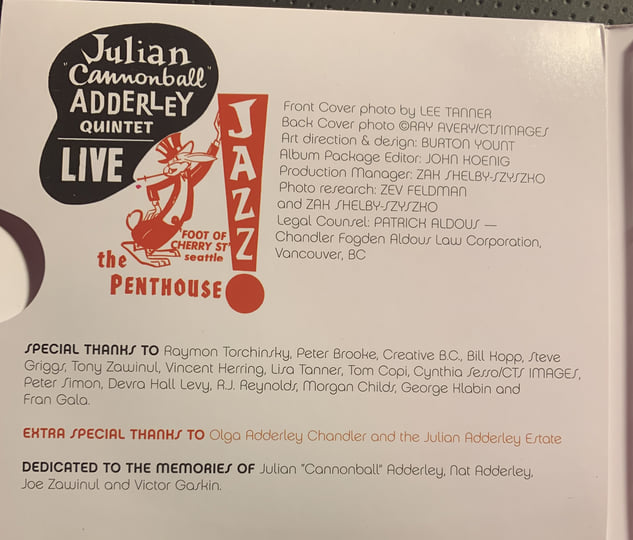 Julian
"Cannonball"
ADDERLEY
QUINTET
LIVE
JAZZ!
"FOOT OF
CHERRY ST"
seattle
the
PENTHOUSE
Front Cover photo by LEE TANNER
Back Cover photo ©RAY AVERY/CTSIMAGES
Art direction & design: BURTON YOUNT
Album Package Editor: JOHN KOENIG
Production Manager: ZAK SHELBY-SZYSZKO
Photo research: ZEV FELDMAN
and ZAK SHELBY-SZYSZKO
Legal Counsel: PATRICK ALDOUS —
Chandler Fogden Aldous Law Corporation,
Vancouver, BC
SPECIAL THANKS TO Raymon Torchinsky, Peter Brooke, Creative B.C., Bill Kopp, Steve
Griggs, Tony Zawinul, Vincent Herring, Lisa Tanner, Tom Copi, Cynthia Sesso/CTS IMAGES,
Peter Simon, Devra Hall Levy, R.J. Reynolds, Morgan Childs, George Klabin and
Fran Gala.
EXTRA SPECIAL THANKS TO Olga Adderley Chandler and the Julian Adderley Estate
DEDICATED TO THE MEMORIES OF Julian "Cannonball" Adderley, Nat Adderley,
Joe Zawinul and Victor Gaskin.